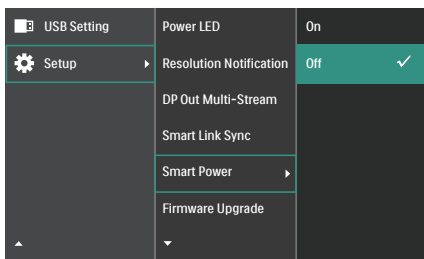 USB Setting
Setup
Power LED
Resolution Notification
DP Out Multi-Stream
Smart Link Sync
Smart Power
Firmware Upgrade
On
Off